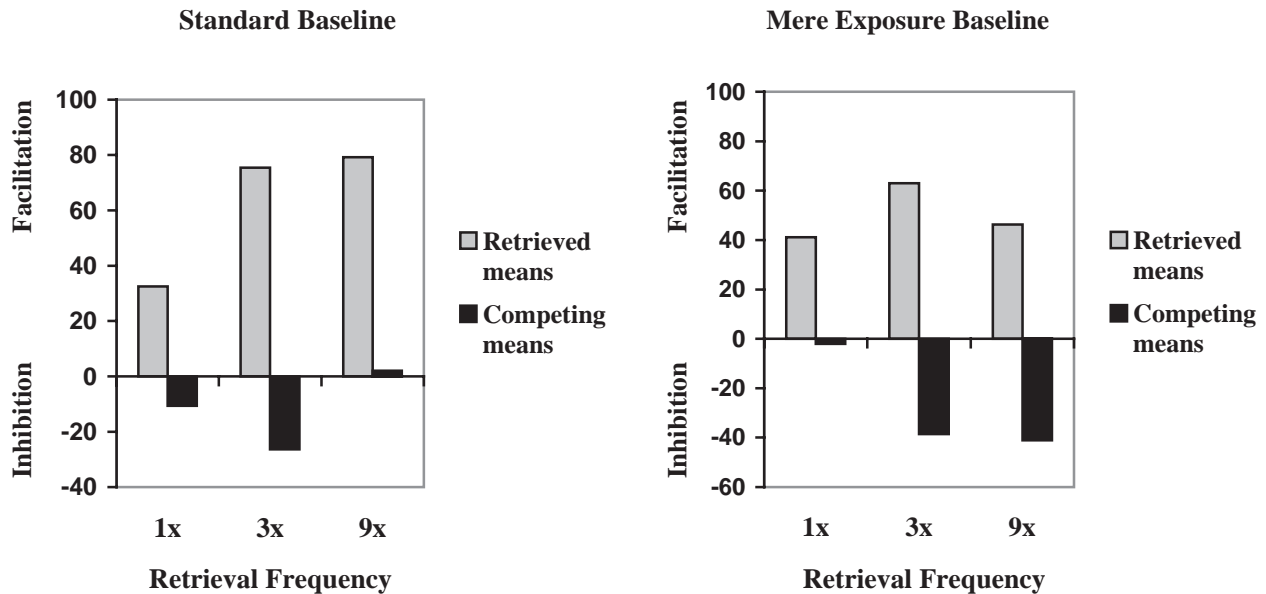 Standard Baseline
Facilitation
Inhibition
100
80
60
40
20
0
-20
-40
1x 3x 9x
Retrieval Frequency
Retrieved
means
Competing
means
Mere Exposure Baseline
Facilitation
Inhibition
100
80
60
40
20
0
-20
-40
-60
1x 3x 9x
Retrieval Frequency
Retrieved
means
Competing
means